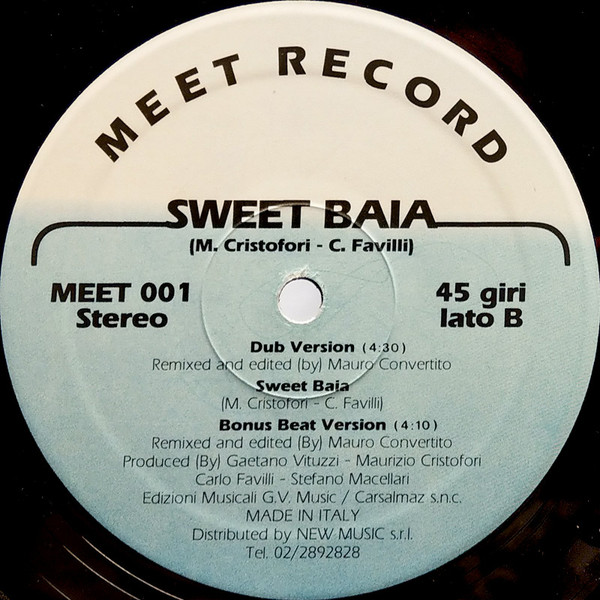 MEET RECORD
SWEET BAIA
(M. Cristofori - C. Favilli)
MEET 001
Stereo
45 giri
lato B
Dub Version (4:30)
Remixed and edited (by) Mauro Convertito
Sweet Baia
(M. Cristofori - C. Favilli)
Bonus Beat Version (4:10)
Remixed and edited (By) Mauro Convertito
Produced (By) Gaetano Vituzzi - Maurizio Cristofori
Carlo Favilli - Stefano Macellari
Edizioni Musicali G.V. Music / Carsalmaz s.n.c.
MADE IN ITALY
Distributed by NEW MUSIC s.r.l.
Tel. 02/2892828